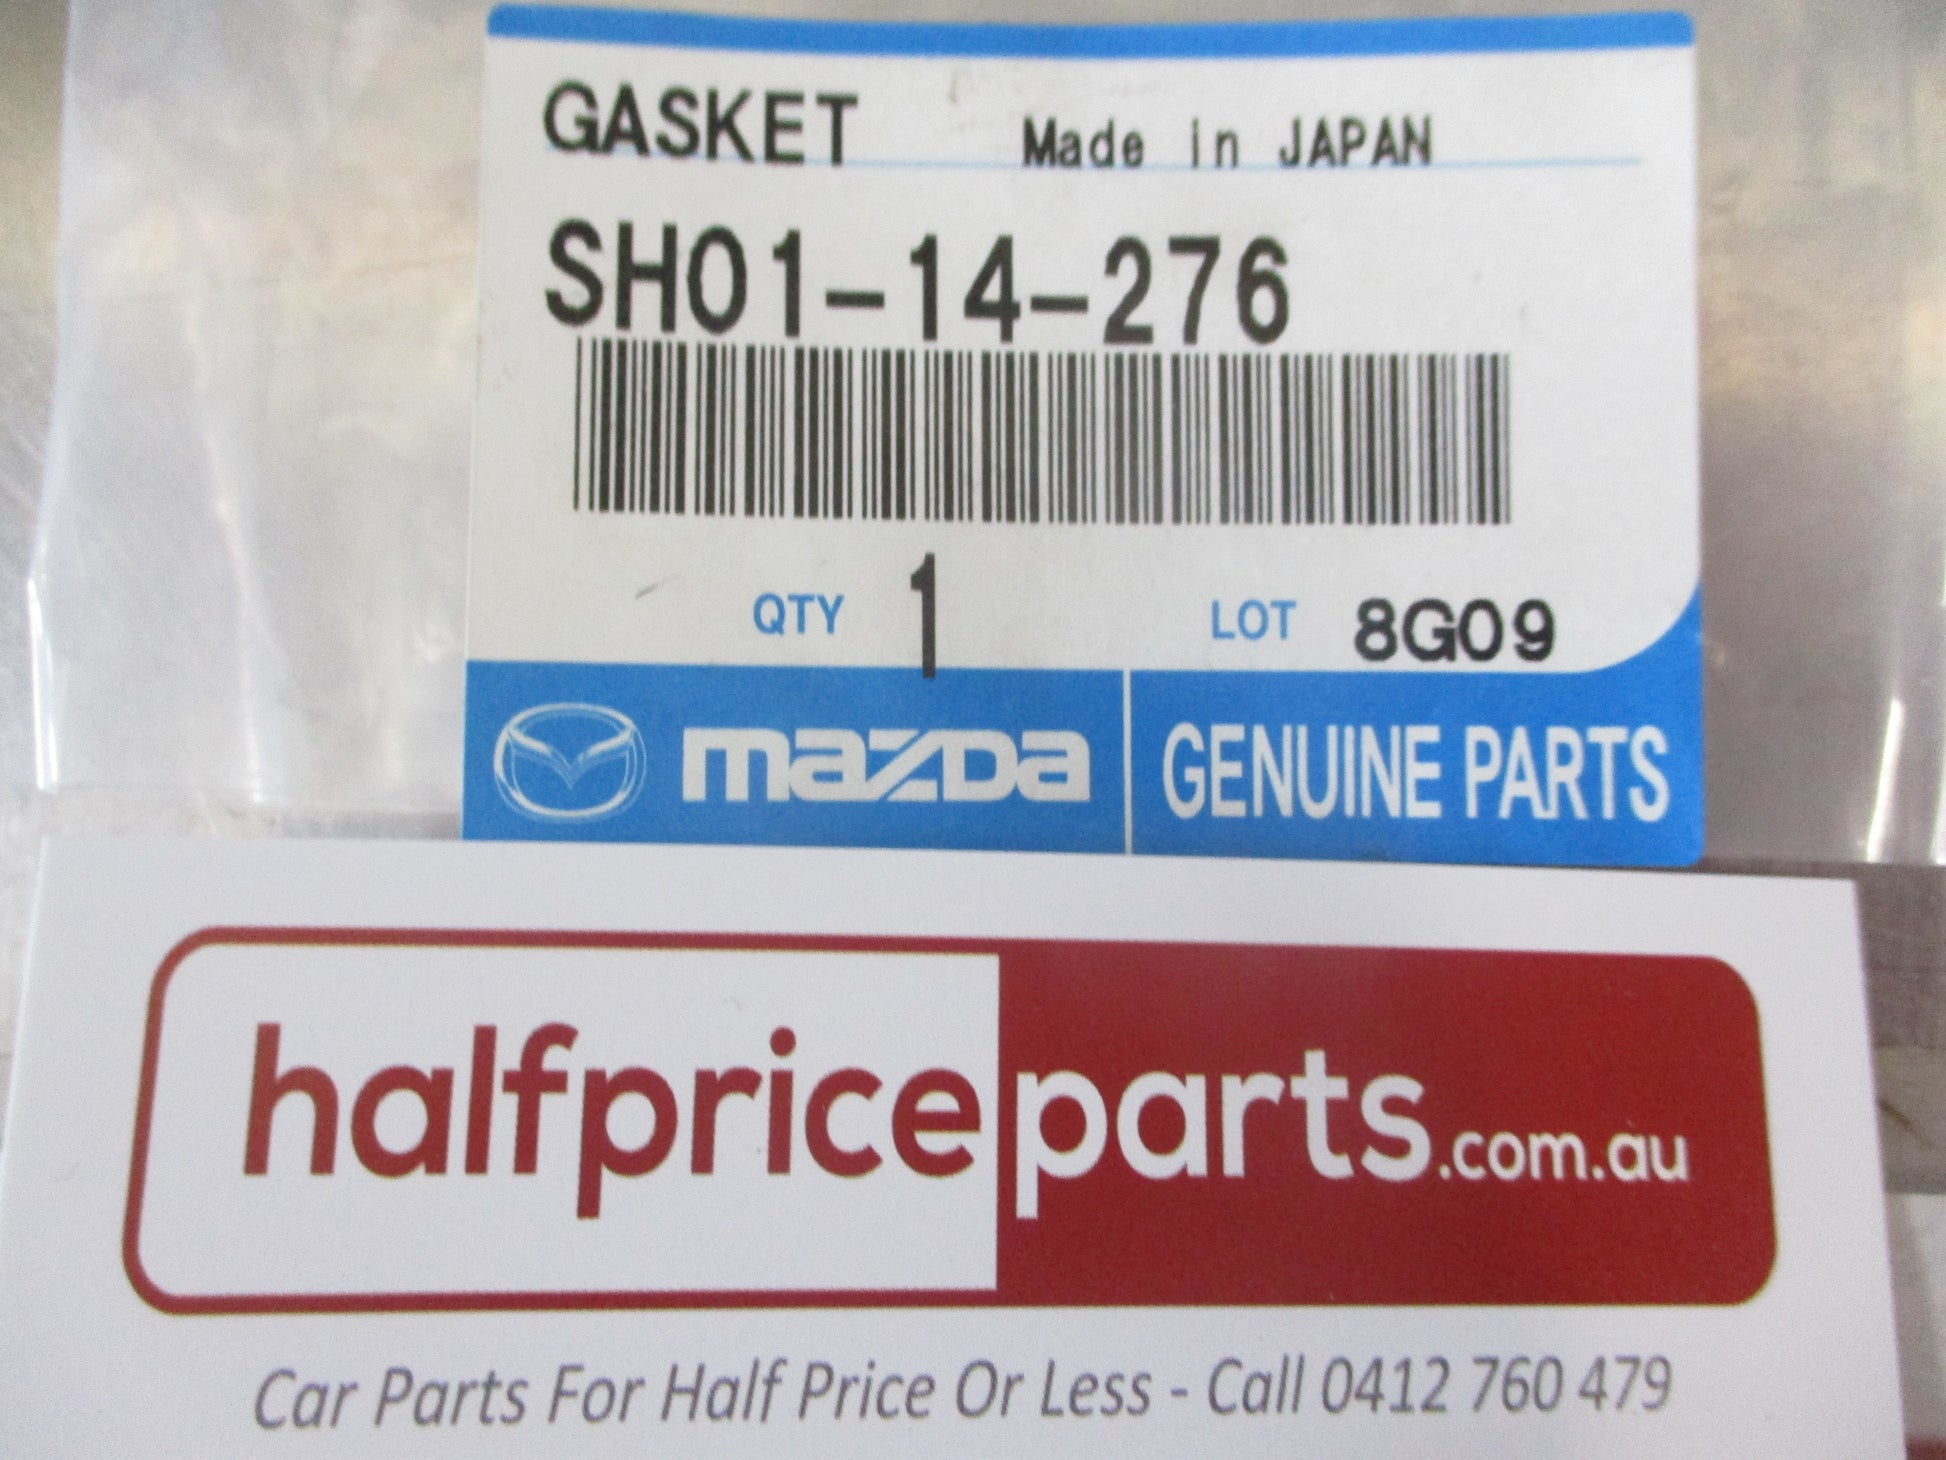 GASKET Made in JAPAN
SH01-14-276
QTY 1 LOT 8G09
mazda GENUINE PARTS
halfpriceparts.com.au
Car Parts For Half Price Or Less - Call 0412 760 479